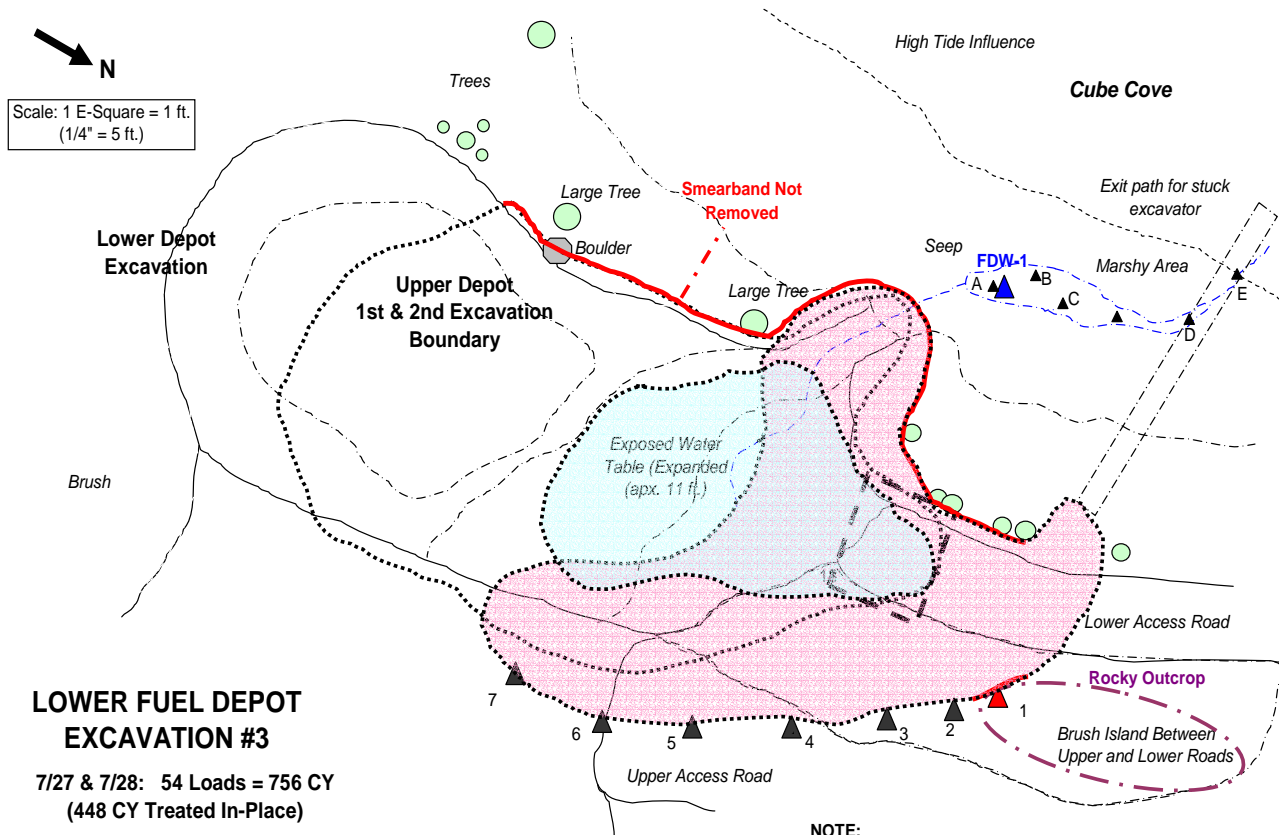 High Tide Influence
Cube Cove
N
Trees
Scale: 1 E-Square = 1 ft.
(1/4" = 5 ft.)
Exit path for stuck
excavator
Large Tree
Smearband Not
Removed
Lower Depot
Excavation
Boulder
Seep
FDW-1
Marshy Area
A
B
C
D
E
Upper Depot
1st & 2nd Excavation
Boundary
Large Tree
Exposed Water
Table (Expanded
(apx. 11 ft.)
Brush
Lower Access Road
Rocky Outcrop
7
6
5
4
3
2
1
Brush Island Between
Upper and Lower Roads
LOWER FUEL DEPOT
EXCAVATION #3
7/27 & 7/28: 54 Loads = 756 CY
(448 CY Treated In-Place)
Upper Access Road
NOTE: